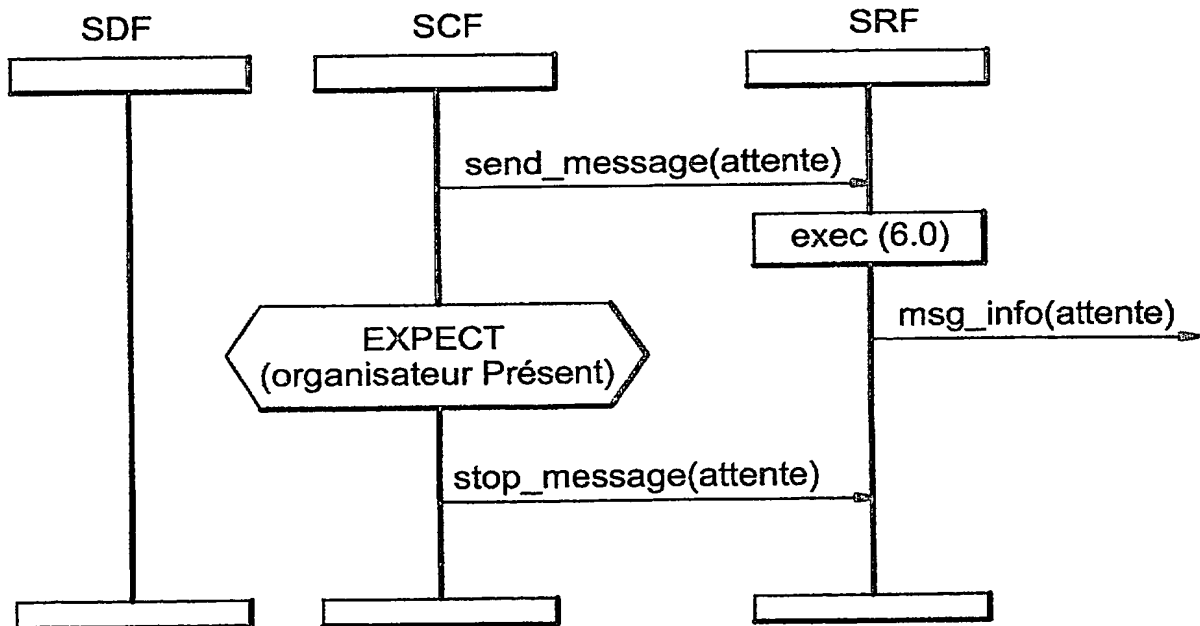 SDF
SCF
SRF
send_message(attente)
exec (6.0)
msg_info(attente)
EXPECT
(organisateur Présent)
stop_message(attente)